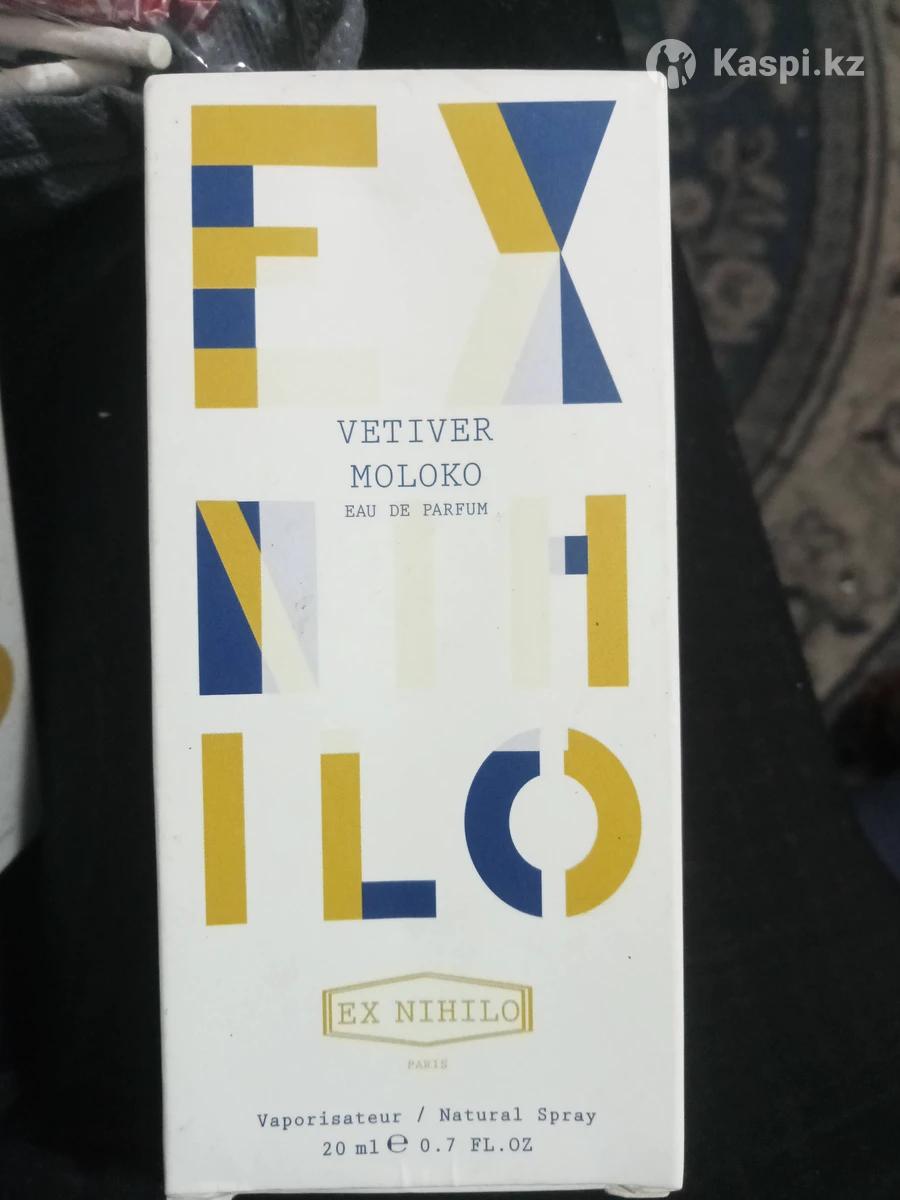 Kaspi.kz
EX
VETIVER
MOLOKO
EAU DE PARFUM
NIH
ILO
EX NIHILO
PARIS
Vaporisateur / Natural Spray
20 ml ℮ 0.7 FL.OZ